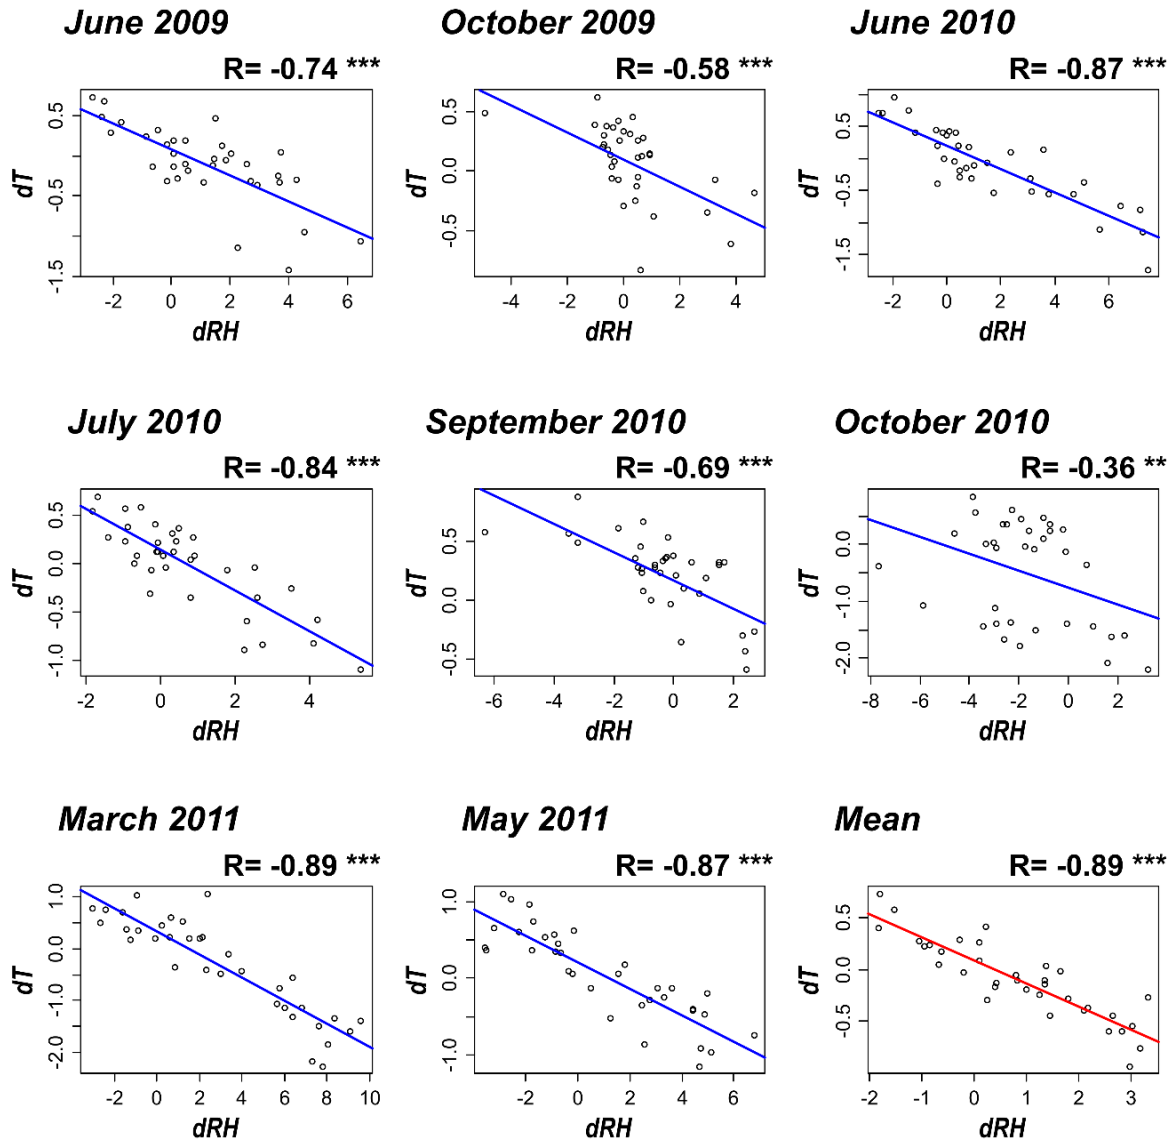 June 2009
October 2009
June 2010
R= -0.74 ***
R= -0.58 ***
R= -0.87 ***
dT
0.5
-0.5
-1.5
-2
0
2
4
6
dRH
dT
0.5
0.0
-0.5
-4
-2
0
2
4
dRH
dT
0.5
-0.5
-1.5
-2
0
2
4
6
dRH
July 2010
September 2010
October 2010
R= -0.84 ***
R= -0.69 ***
R= -0.36 **
dT
0.5
0.0
-0.5
-1.0
-2
0
2
4
dRH
dT
0.5
0.0
-0.5
-6
-4
-2
0
2
dRH
dT
0.0
-1.0
-2.0
-8
-6
-4
-2
0
2
dRH
March 2011
May 2011
Mean
R= -0.89 ***
R= -0.87 ***
R= -0.89 ***
dT
1.0
0.0
-1.0
-2.0
-2
0
2
4
6
8
10
dRH
dT
1.0
0.0
-1.0
-2
0
2
4
6
dRH
dT
0.5
0.0
-0.5
-2
-1
0
1
2
3
dRH